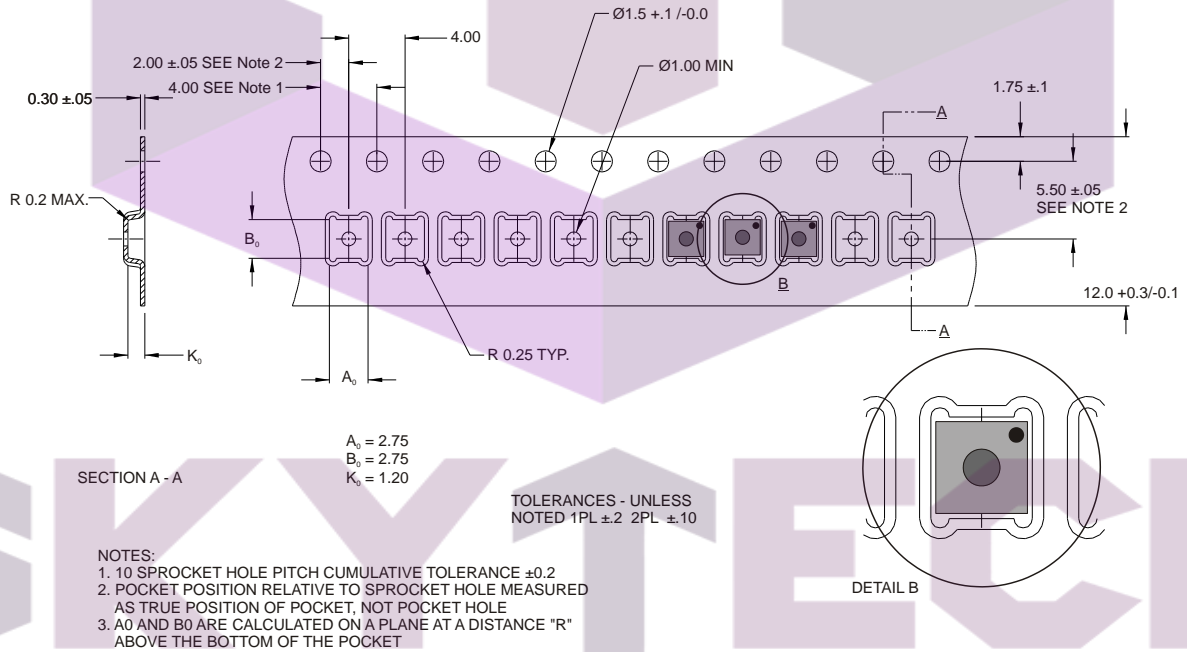 Ø1.5 +.1 /-0.0
4.00
2.00 ±.05 SEE Note 2
Ø1.00 MIN
4.00 SEE Note 1
0.30 ±.05
1.75 ±.1
A
R 0.2 MAX.
5.50 ±.05
SEE NOTE 2
B₀
B
12.0 +0.3/-0.1
A
K₀
R 0.25 TYP.
A₀
A₀ = 2.75
B₀ = 2.75
K₀ = 1.20
SECTION A - A
TOLERANCES - UNLESS
NOTED 1PL ±.2 2PL ±.10
DETAIL B
NOTES:
1. 10 SPROCKET HOLE PITCH CUMULATIVE TOLERANCE ±0.2
2. POCKET POSITION RELATIVE TO SPROCKET HOLE MEASURED
AS TRUE POSITION OF POCKET, NOT POCKET HOLE
3. A0 AND B0 ARE CALCULATED ON A PLANE AT A DISTANCE "R"
ABOVE THE BOTTOM OF THE POCKET
SKYTECH